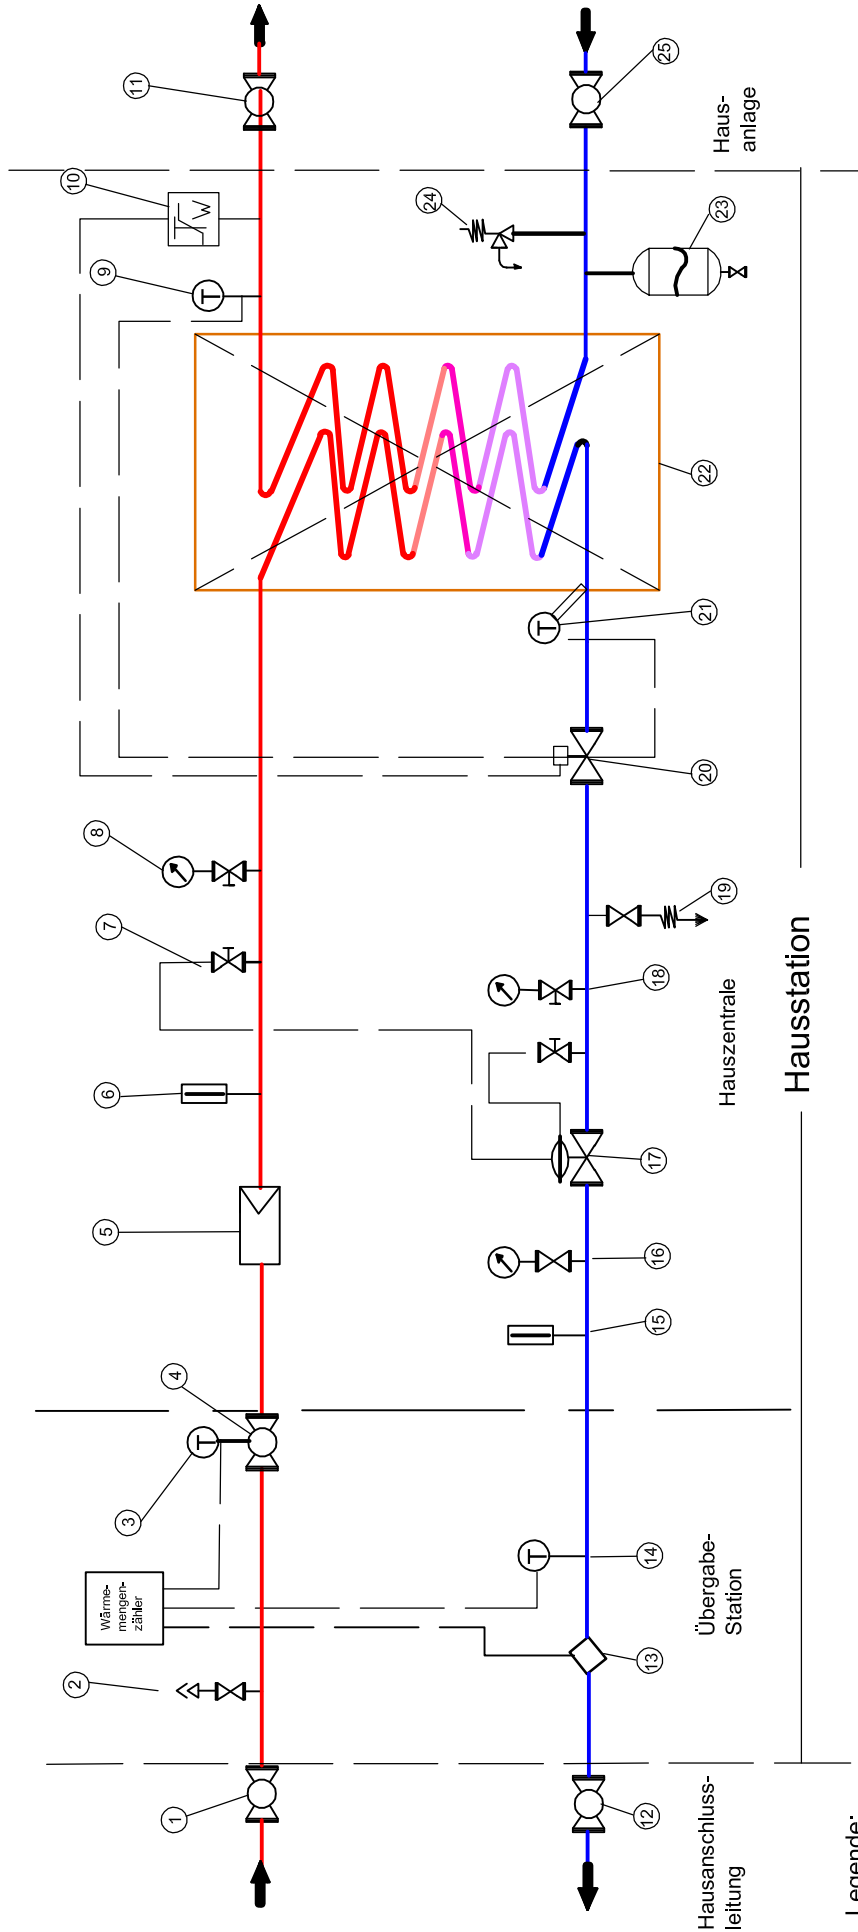 1
2
3
4
5
6
7
8
9
10
11
T
T
W
Wärme-
mengen-
zähler
12
13
14
15
16
17
18
19
20
21
22
23
24
25
T
T
Hausanschluss-
leitung
Übergabe-
Station
Hauszentrale
Haus-
anlage
Hausstation
Legende: